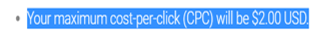 • Your maximum cost-per-click (CPC) will be $2.00 USD.